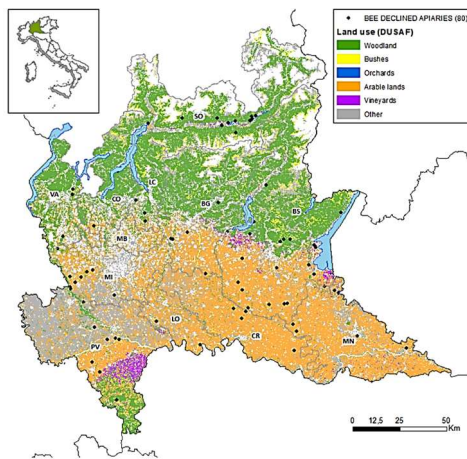 BEE DECLINED APIARIES (80)
Land use (DUSAF)
Woodland
Bushes
Orchards
Arable lands
Vineyards
Other
SO
VA
CO
LC
BG
BS
MB
MI
LO
CR
PV
MN
0 12,5 25 50
Km